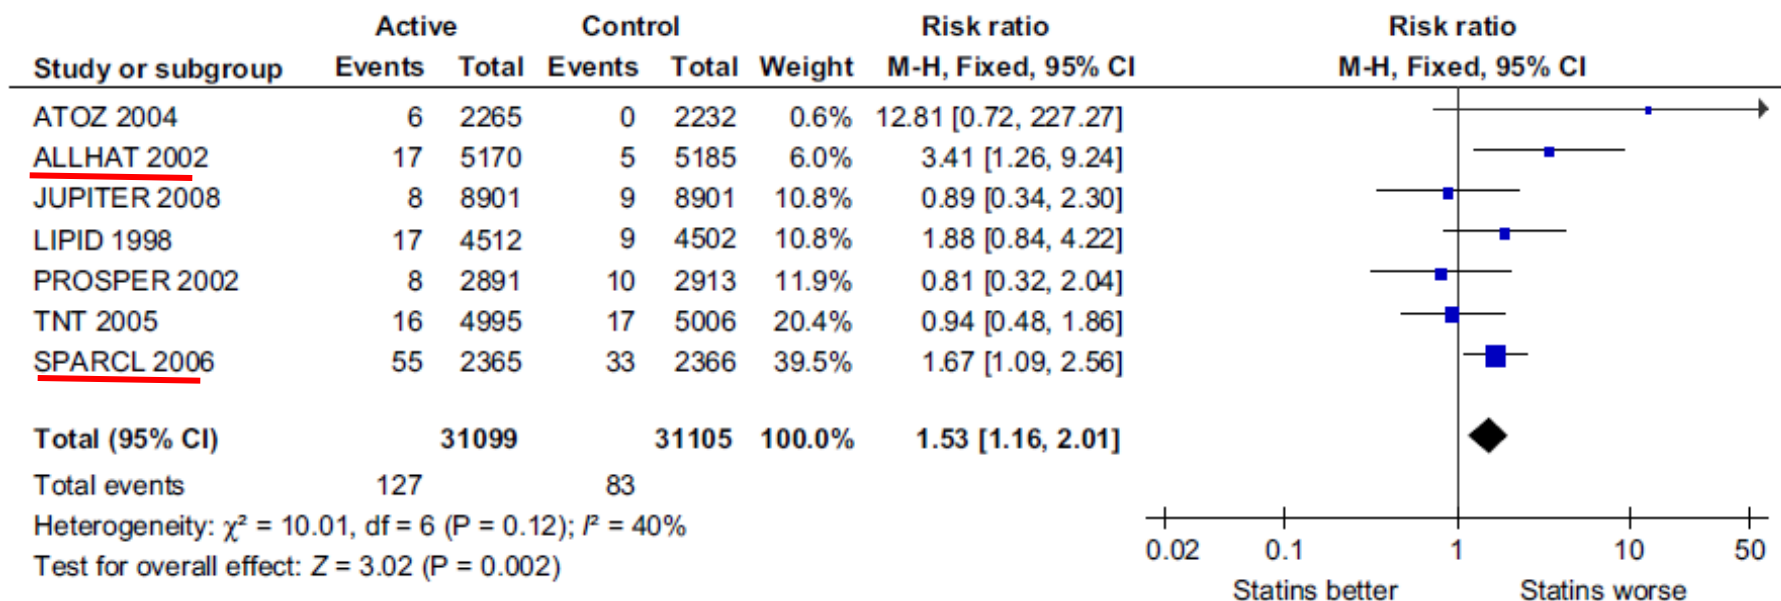 Active Control Risk ratio Risk ratio
Study or subgroup Events Total Events Total Weight M-H, Fixed, 95% CI M-H, Fixed, 95% CI
ATOZ 2004 6 2265 0 2232 0.6% 12.81 [0.72, 227.27]
ALLHAT 2002 17 5170 5 5185 6.0% 3.41 [1.26, 9.24]
JUPITER 2008 8 8901 9 8901 10.8% 0.89 [0.34, 2.30]
LIPID 1998 17 4512 9 4502 10.8% 1.88 [0.84, 4.22]
PROSPER 2002 8 2891 10 2913 11.9% 0.81 [0.32, 2.04]
TNT 2005 16 4995 17 5006 20.4% 0.94 [0.48, 1.86]
SPARCL 2006 55 2365 33 2366 39.5% 1.67 [1.09, 2.56]
Total (95% CI) 31099 31105 100.0% 1.53 [1.16, 2.01]
Total events 127 83
Heterogeneity: χ² = 10.01, df = 6 (P = 0.12); I² = 40%
Test for overall effect: Z = 3.02 (P = 0.002)
0.02 0.1 1 10 50
Statins better Statins worse